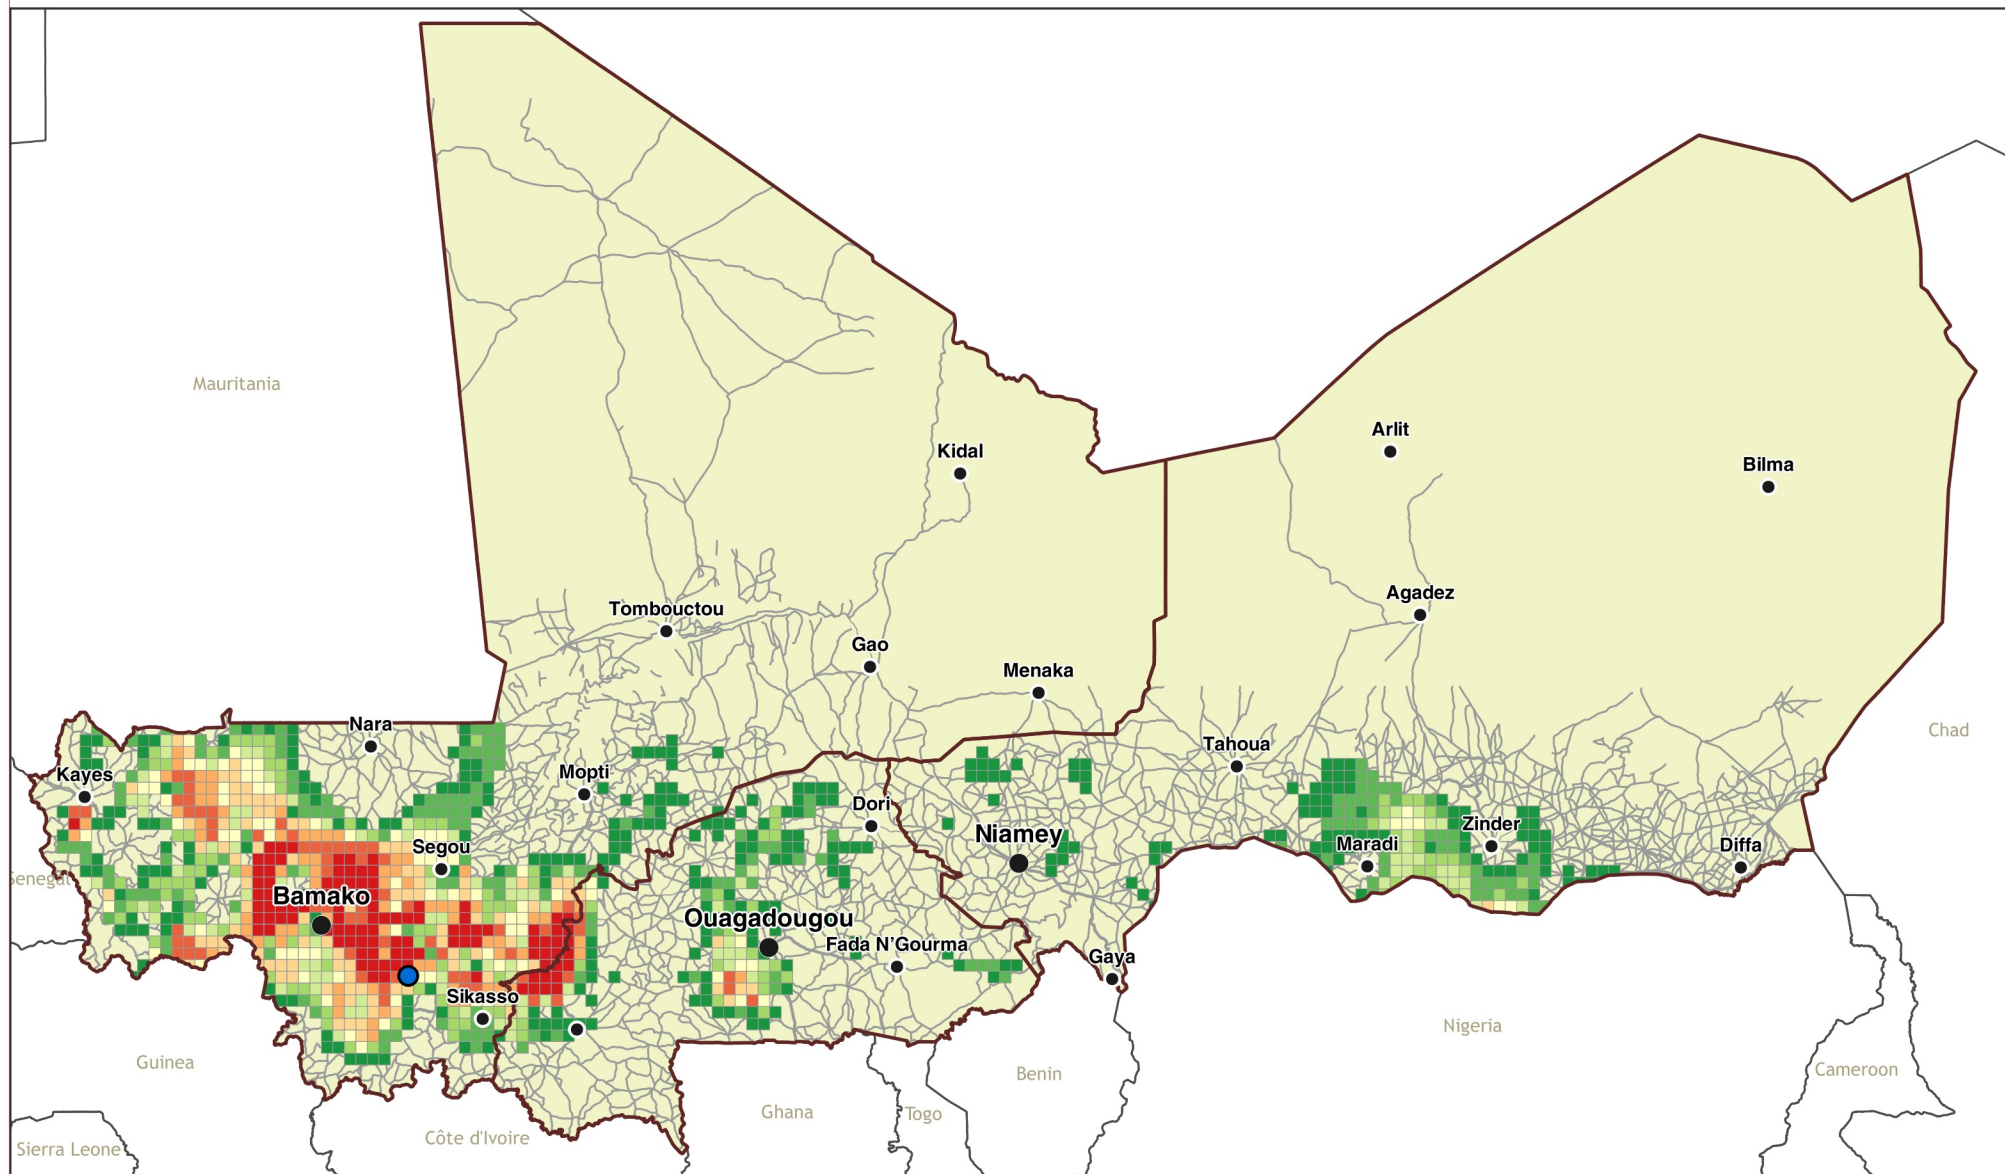 Mauritania
Arlit
Kidal
Bilma
Agadez
Tombouctou
Gao
Menaka
Nara
Chad
Tahoua
Mopti
Kayes
Dori
Zinder
Niamey
Maradi
Diffa
Segou
Senegal
Bamako
Ouagadougou
Fada N'Gourma
Gaya
Sikasso
Nigeria
Guinea
Benin
Cameroon
Ghana
Togo
Côte d'Ivoire
Sierra Leone